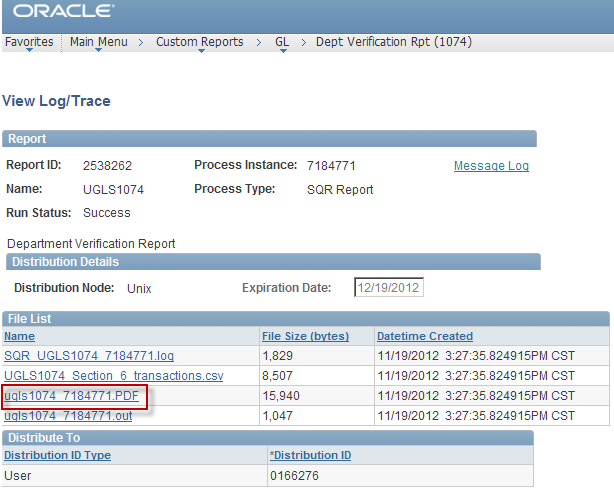 ORACLE
Favorites Main Menu > Custom Reports > GL > Dept Verification Rpt (1074)
View Log/Trace
Report
Report ID: 2538262 Process Instance: 7184771 Message Log
Name: UGLS1074 Process Type: SQR Report
Run Status: Success
Department Verification Report
Distribution Details
Distribution Node: Unix Expiration Date: 12/19/2012
File List
Name File Size (bytes) Datetime Created
SQR_UGLS1074_7184771.log 1,829 11/19/2012 3:27:35.824915PM CST
UGLS1074_Section_6_transactions.csv 8,507 11/19/2012 3:27:35.824915PM CST
ugls1074_7184771.PDF 15,940 11/19/2012 3:27:35.824915PM CST
ugls1074_7184771.out 1,047 11/19/2012 3:27:35.824915PM CST
Distribute To
Distribution ID Type *Distribution ID
User 0166276